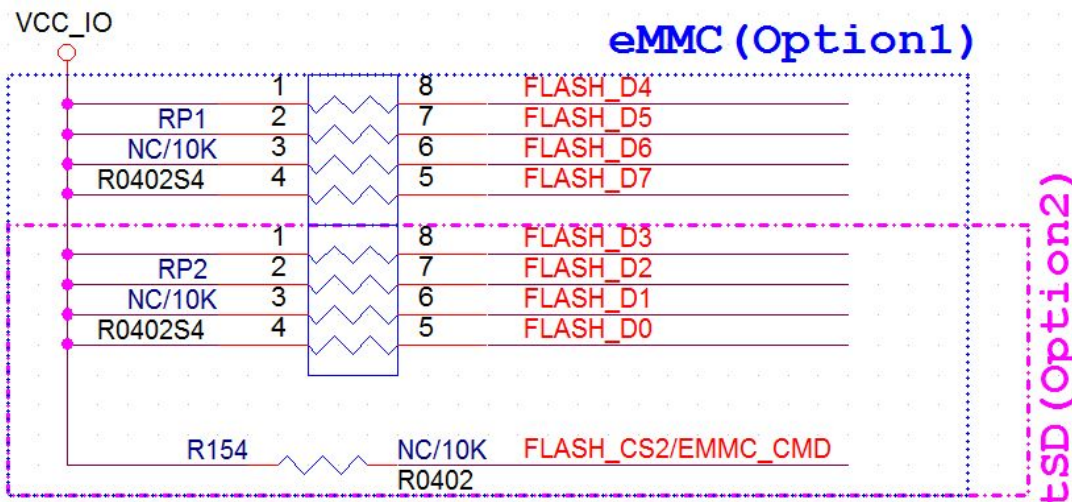 VCC_IO
eMMC(Option1)
1 8 FLASH_D4
RP1 2 7 FLASH_D5
NC/10K 3 6 FLASH_D6
R0402S4 4 5 FLASH_D7
1 8 FLASH_D3
RP2 2 7 FLASH_D2
NC/10K 3 6 FLASH_D1
R0402S4 4 5 FLASH_D0
R154 NC/10K FLASH_CS2/EMMC_CMD
R0402
tSD(Option2)